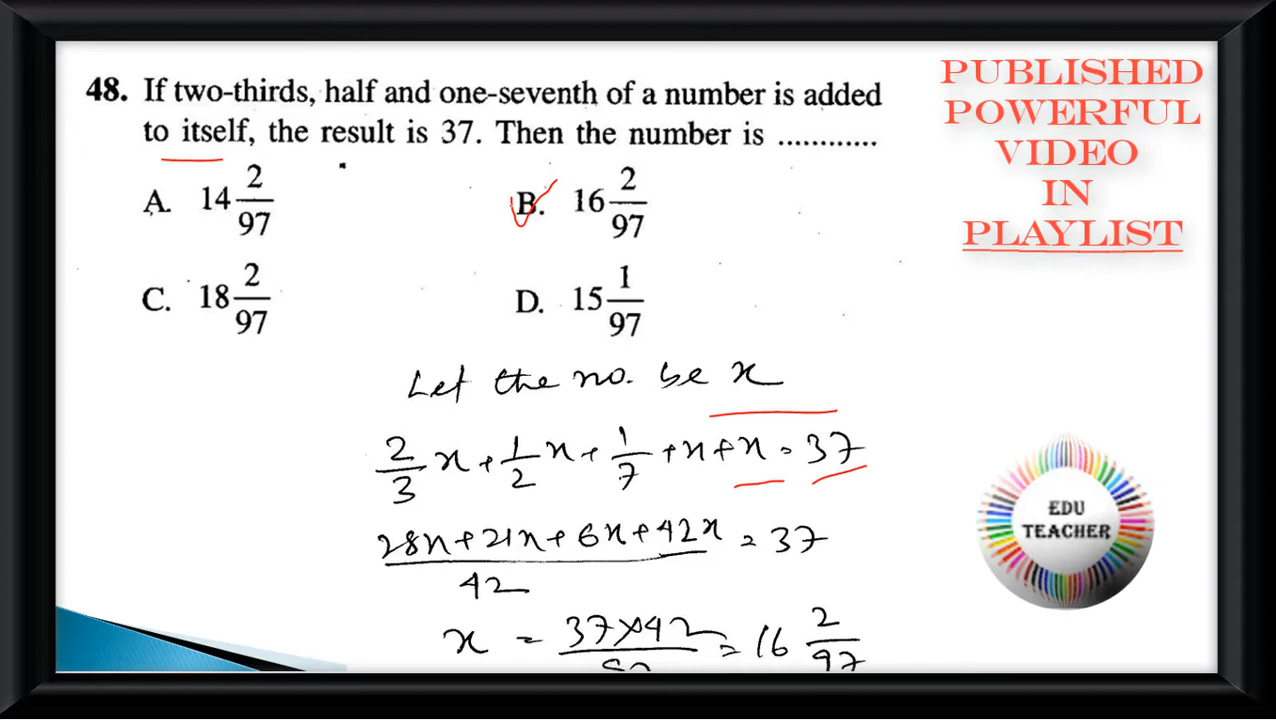 48. If two-thirds, half and one-seventh of a number is added
to itself, the result is 37. Then the number is ............
A. 14 2/97
B. 16 2/97
C. 18 2/97
D. 15 1/97
Let the no. be x
2/3 x + 1/2 x + 1/7 + x + x = 37
28x + 21x + 6x + 42x / 42 = 37
x = 37 × 42 / = 16 2/97
PUBLISHED
POWERFUL
VIDEO
IN
PLAYLIST
EDU
TEACHER